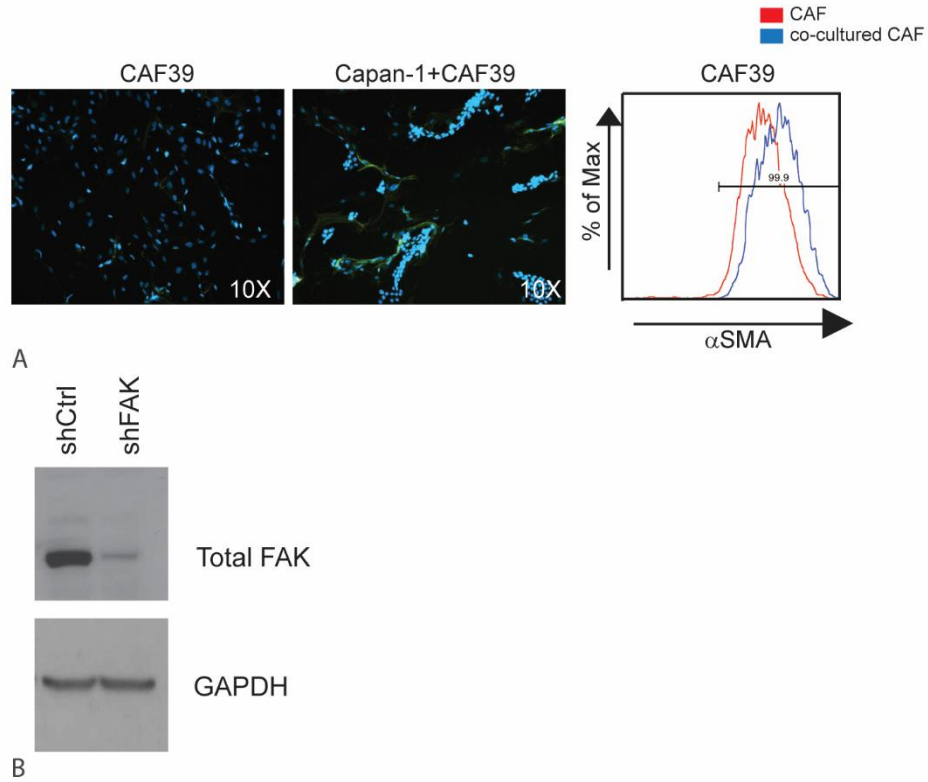 CAF
co-cultured CAF
CAF39
Capan-1+CAF39
CAF39
10X
10X
% of Max
99.9
αSMA
A
shCtrl
shFAK
Total FAK
GAPDH
B